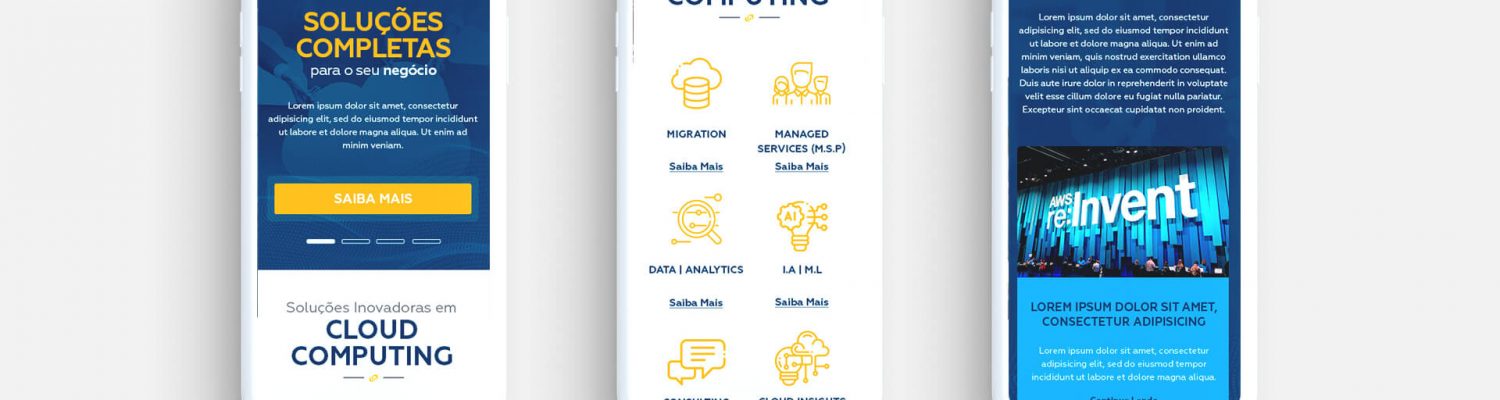 SOLUÇÕES
COMPLETAS
para o seu negócio
Lorem ipsum dolor sit amet, consectetur
adipisicing elit, sed do eiusmod tempor incididunt
ut labore et dolore magna aliqua. Ut enim ad
minim veniam.
SAIBA MAIS
Soluções Inovadoras em
CLOUD
COMPUTING
COMPUTING
MIGRATION
Saiba Mais
MANAGED
SERVICES (M.S.P)
Saiba Mais
DATA | ANALYTICS
Saiba Mais
AI
I.A | M.L
Saiba Mais
CONSULTING
CLOUD INSIGHTS
Lorem ipsum dolor sit amet, consectetur
adipisicing elit, sed do eiusmod tempor incididunt
ut labore et dolore magna aliqua. Ut enim ad
minim veniam, quis nostrud exercitation ullamco
laboris nisi ut aliquip ex ea commodo consequat.
Duis aute irure dolor in reprehenderit in voluptate
velit esse cillum dolore eu fugiat nulla pariatur.
Excepteur sint occaecat cupidatat non proident.
AWS
re:Invent
LOREM IPSUM DOLOR SIT AMET,
CONSECTETUR ADIPISICING
Lorem ipsum dolor sit amet, consectetur
adipisicing elit, sed do eiusmod tempor
incididunt ut labore et dolore magna aliqua.
Continue Lendo